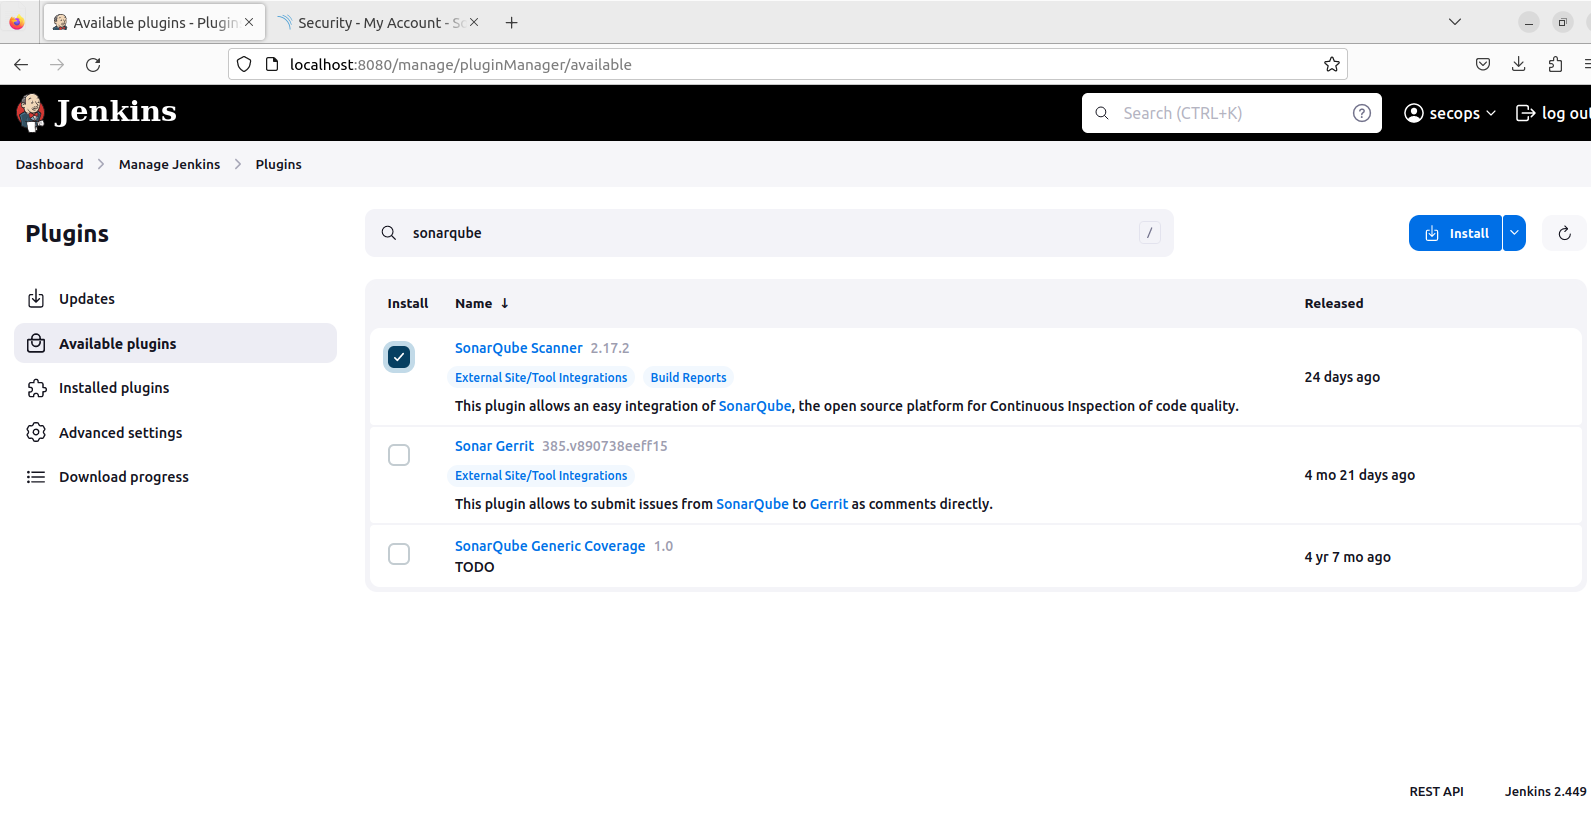 Available plugins - Plugin
Security - My Account - So
localhost:8080/manage/pluginManager/available
Jenkins
Search (CTRL+K)
?
secops
log out
Dashboard
Manage Jenkins
Plugins
Plugins
sonarqube
/
Install
Updates
Available plugins
Installed plugins
Advanced settings
Download progress
Install Name ↓ Released
SonarQube Scanner 2.17.2
External Site/Tool Integrations Build Reports
24 days ago
This plugin allows an easy integration of SonarQube, the open source platform for Continuous Inspection of code quality.
Sonar Gerrit 385.v890738eeff15
External Site/Tool Integrations
4 mo 21 days ago
This plugin allows to submit issues from SonarQube to Gerrit as comments directly.
SonarQube Generic Coverage 1.0
4 yr 7 mo ago
TODO
REST API
Jenkins 2.449